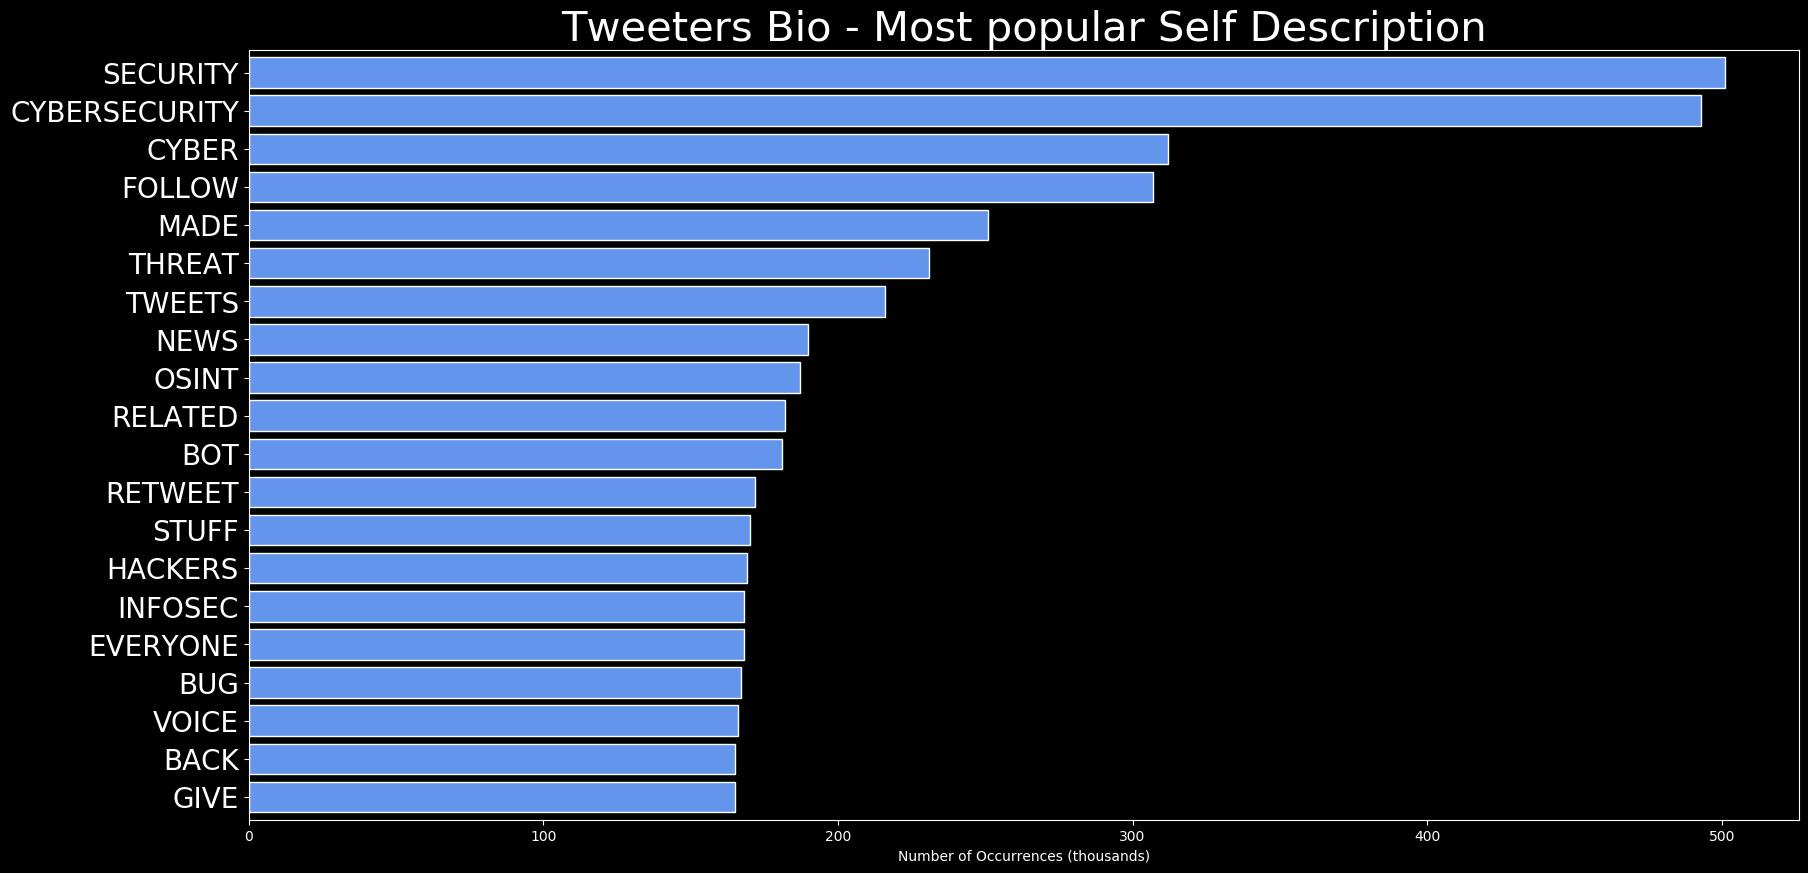 Tweeters Bio - Most popular Self Description
SECURITY
CYBERSECURITY
CYBER
FOLLOW
MADE
THREAT
TWEETS
NEWS
OSINT
RELATED
BOT
RETWEET
STUFF
HACKERS
INFOSEC
EVERYONE
BUG
VOICE
BACK
GIVE
0 100 200 300 400 500
Number of Occurrences (thousands)